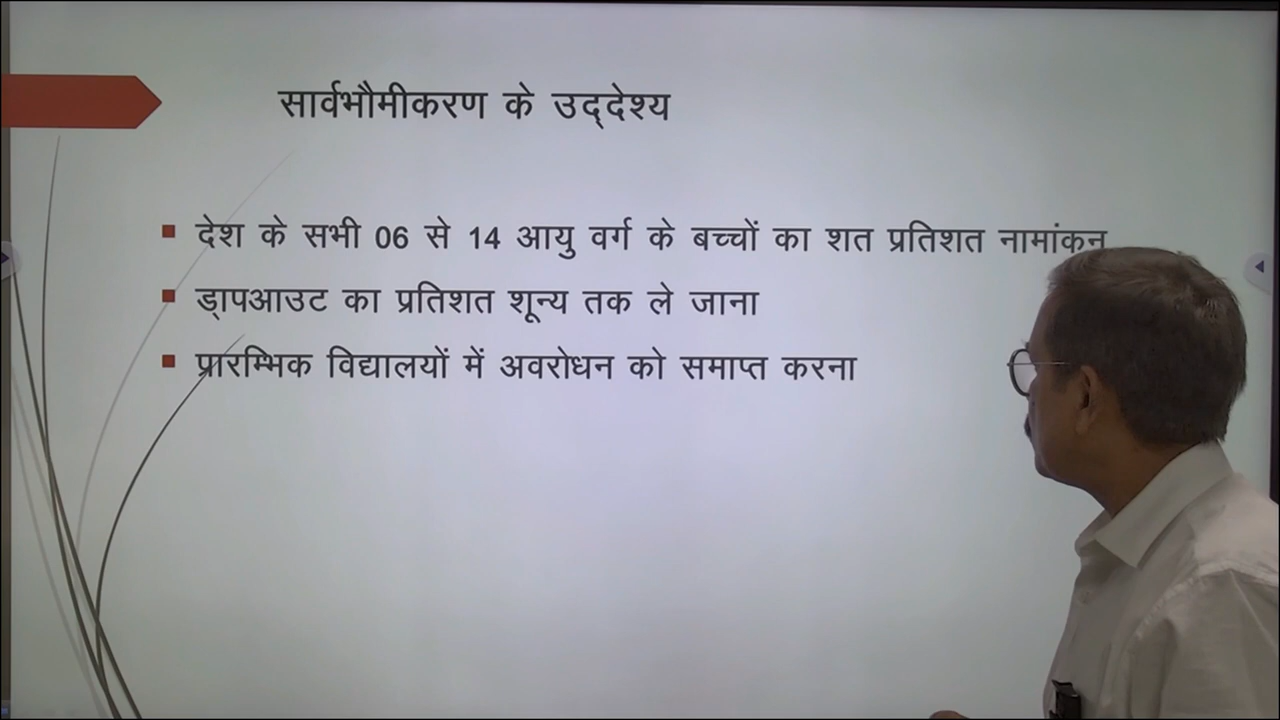 सार्वभौमीकरण के उद्‌देश्य
देश के सभी 06 से 14 आयु वर्ग के बच्चों का शत प्रतिशत नामांकन
ड्रापआउट का प्रतिशत शून्य तक ले जाना
प्रारम्भिक विद्यालयों में अवरोधन को समाप्त करना